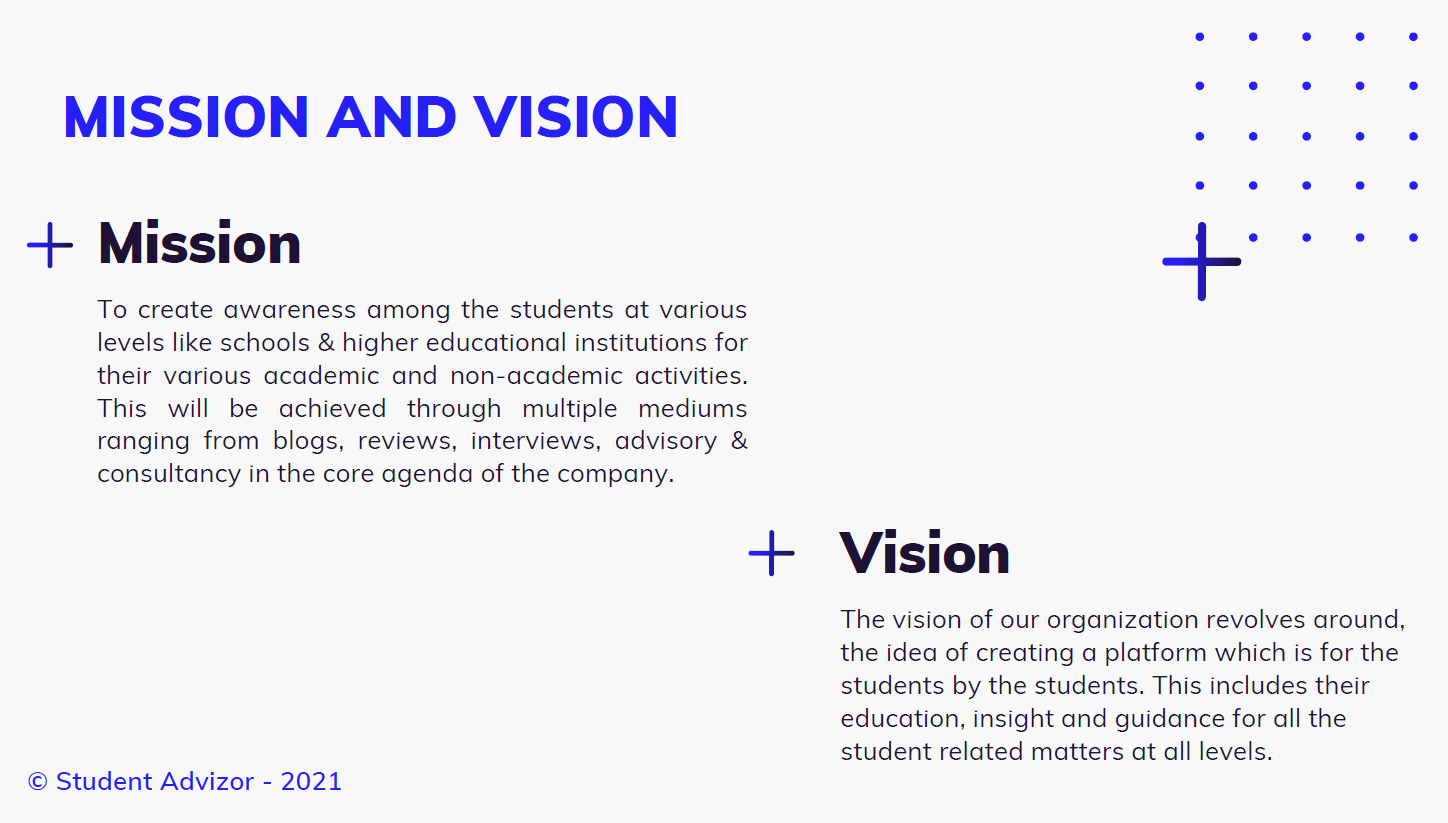 MISSION AND VISION
Mission
To create awareness among the students at various
levels like schools & higher educational institutions for
their various academic and non-academic activities.
This will be achieved through multiple mediums
ranging from blogs, reviews, interviews, advisory &
consultancy in the core agenda of the company.
Vision
The vision of our organization revolves around,
the idea of creating a platform which is for the
students by the students. This includes their
education, insight and guidance for all the
student related matters at all levels.
© Student Advizor - 2021